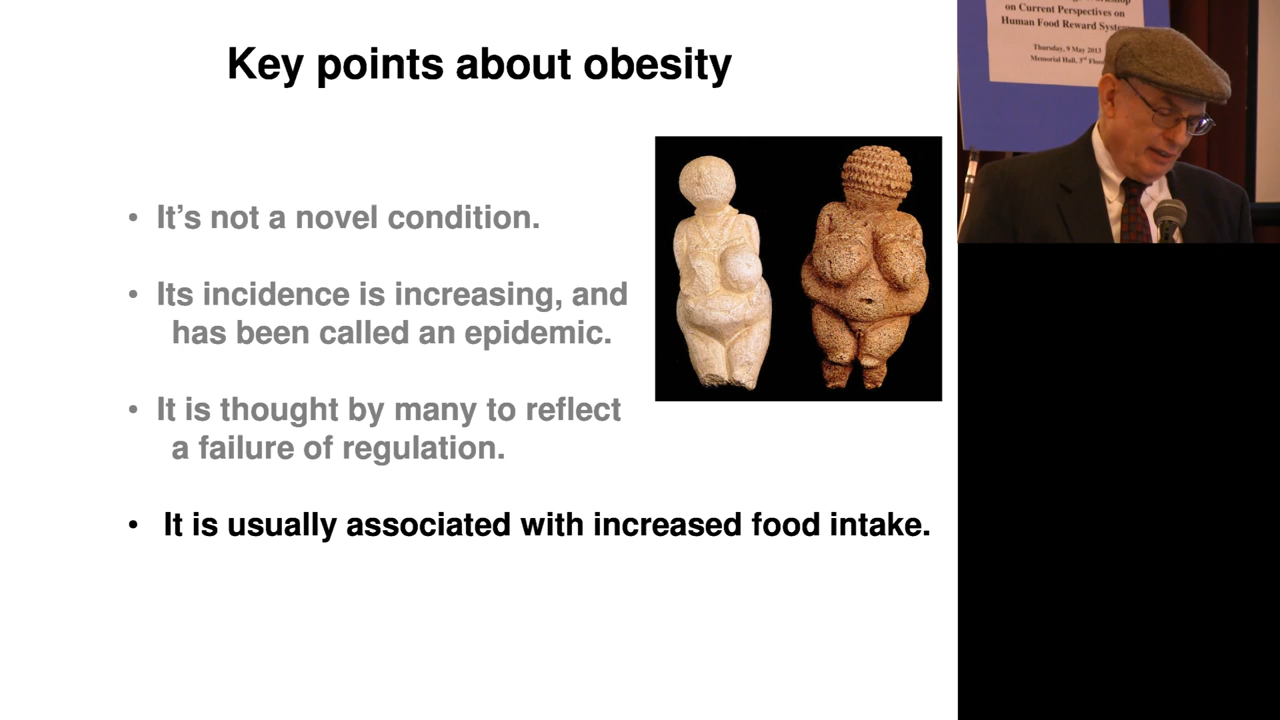 Key points about obesity
• It's not a novel condition.
• Its incidence is increasing, and
has been called an epidemic.
• It is thought by many to reflect
a failure of regulation.
• It is usually associated with increased food intake.
on Current Perspectives on
Human Food Reward
Thursday, 9 May 2013
Memorial Hall, 3rd